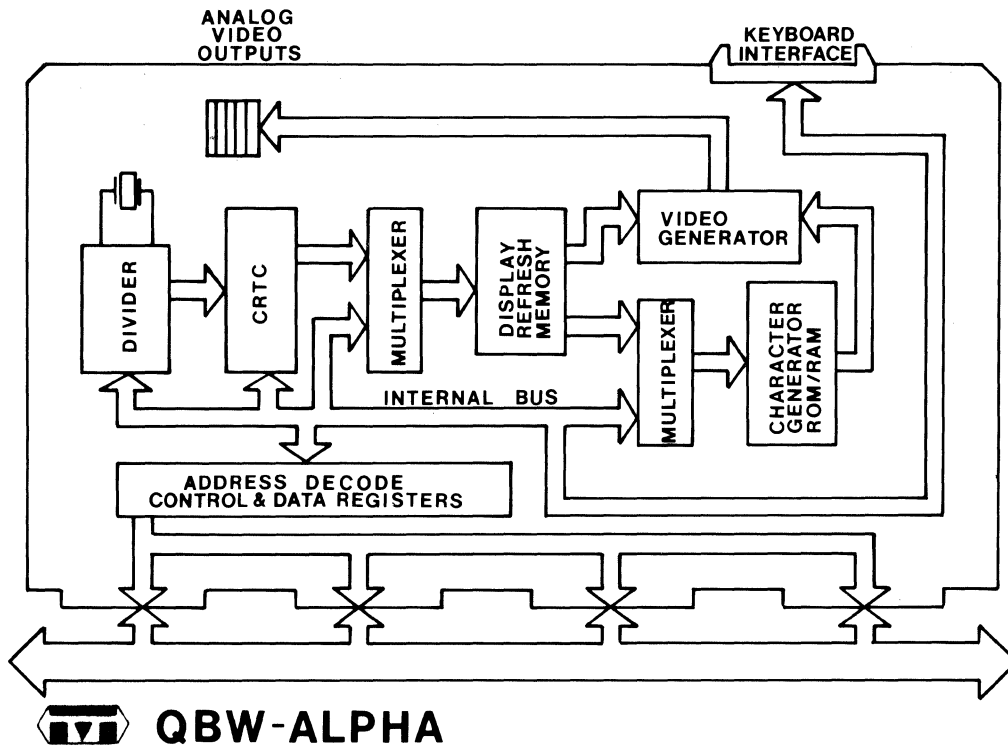 ANALOG
VIDEO
OUTPUTS
KEYBOARD
INTERFACE
DIVIDER
CRTC
MULTIPLEXER
DISPLAY
REFRESH
MEMORY
VIDEO
GENERATOR
MULTIPLEXER
CHARACTER
GENERATOR
ROM/RAM
INTERNAL BUS
ADDRESS DECODE
CONTROL & DATA REGISTERS
QBW-ALPHA